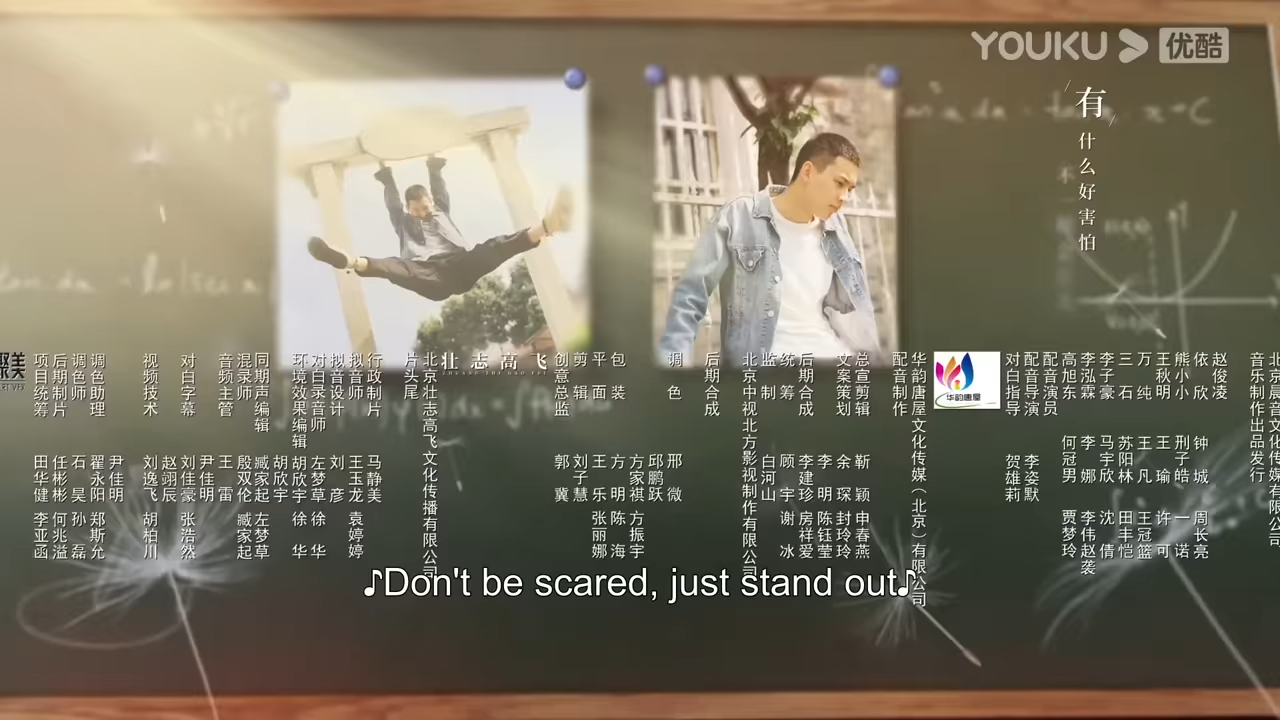 YOUKU 优酷
有
什么好害怕
美
项目统筹
田华健 李亚函
后期制片
任彬彬 何兆溢
调色师
石昊 孙磊
调色助理
翟永阳 郑斯允
尹佳明
视频技术
刘逸飞 胡柏川
赵翊辰
对白字幕
刘佳豪 张浩然
尹佳明
音频主管
王雷
混录师
殷双伦 臧家起
同期声编辑
臧家起 左梦草
胡欣宇
环境效果编辑
胡欣宇 徐华
对白录音师
左梦草 徐华
拟音设计
刘彦
拟音师
王玉龙 袁婷婷
行政制片
马静美
片头尾
北京壮志高飞文化传播有限公司
壮志高飞
ZHUANG ZHI GAO FEI
创意总监
郭冀
剪辑
刘子慧
平面
王乐 张丽娜
包装
方明 陈海
方家祺 方振宇
邱鹏跃
调色
邢微
后期合成
北京中视北方影视制作有限公司
监制
白河山
统筹
顾宇 谢冰
后期合成
李建珍 房祥爱
李明 陈钰莹
文案策划
余琛 封玲玲
总宣剪辑
靳颖 申春燕
配音制作
华韵唐屋文化传媒（北京）有限公司
华韵唐屋
对白指导
贺雄莉
配音导演
李姿默
配音演员
高旭东 何冠男 贾梦玲
李泓霖 李娜 李伟赵袭
李子豪 马宇欣 沈倩
三石 苏阳林 田丰恺
万纯 王凡 王冠篮
王秋明 王瑜 许可
熊小小 刑子皓 一诺
依欣 钟城 周长亮
赵俊凌
音乐制作出品发行
♪Don't be scared, just stand out♪